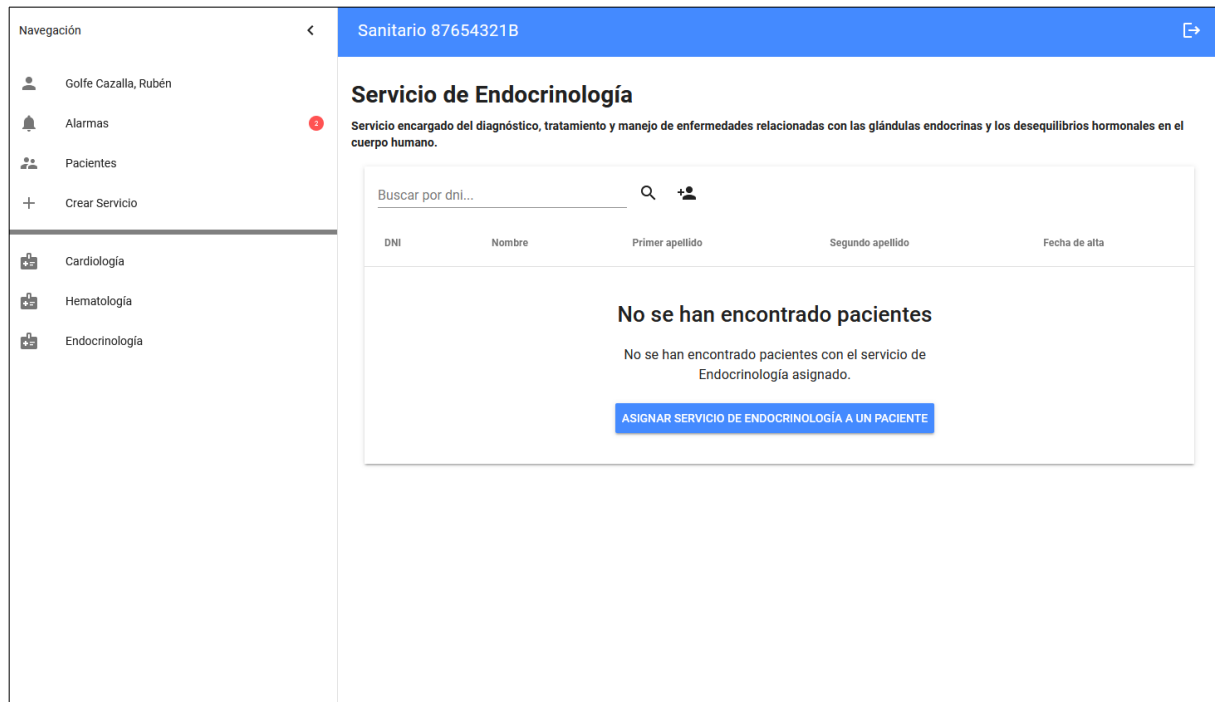 Navegación
Sanitario 87654321B
Golfe Cazalla, Rubén
Alarmas
2
Pacientes
Crear Servicio
Cardiología
Hematología
Endocrinología
Servicio de Endocrinología
Servicio encargado del diagnóstico, tratamiento y manejo de enfermedades relacionadas con las glándulas endocrinas y los desequilibrios hormonales en el
cuerpo humano.
Buscar por dni...
DNI Nombre Primer apellido Segundo apellido Fecha de alta
No se han encontrado pacientes
No se han encontrado pacientes con el servicio de
Endocrinología asignado.
ASIGNAR SERVICIO DE ENDOCRINOLOGÍA A UN PACIENTE